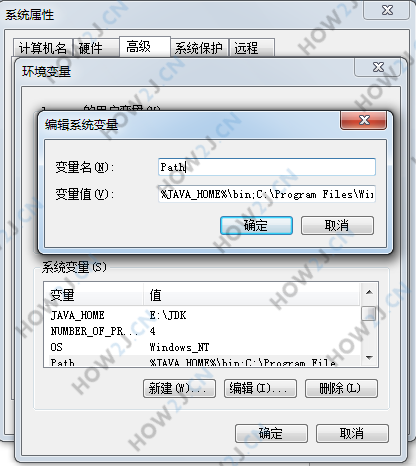 系统属性
计算机名 硬件 高级 系统保护 远程
环境变量
的用户变量(U)
编辑系统变量
变量名(N): Path
变量值(V): %JAVA_HOME%\bin;C:\Program Files\Win
确定 取消
系统变量(S)
变量 值
JAVA_HOME E:\JDK
NUMBER_OF_PR... 4
OS Windows_NT
Path %JAVA_HOME%\bin;C:\Program File
新建(W)... 编辑(I)... 删除(L)
确定 取消
HOW2J.CN